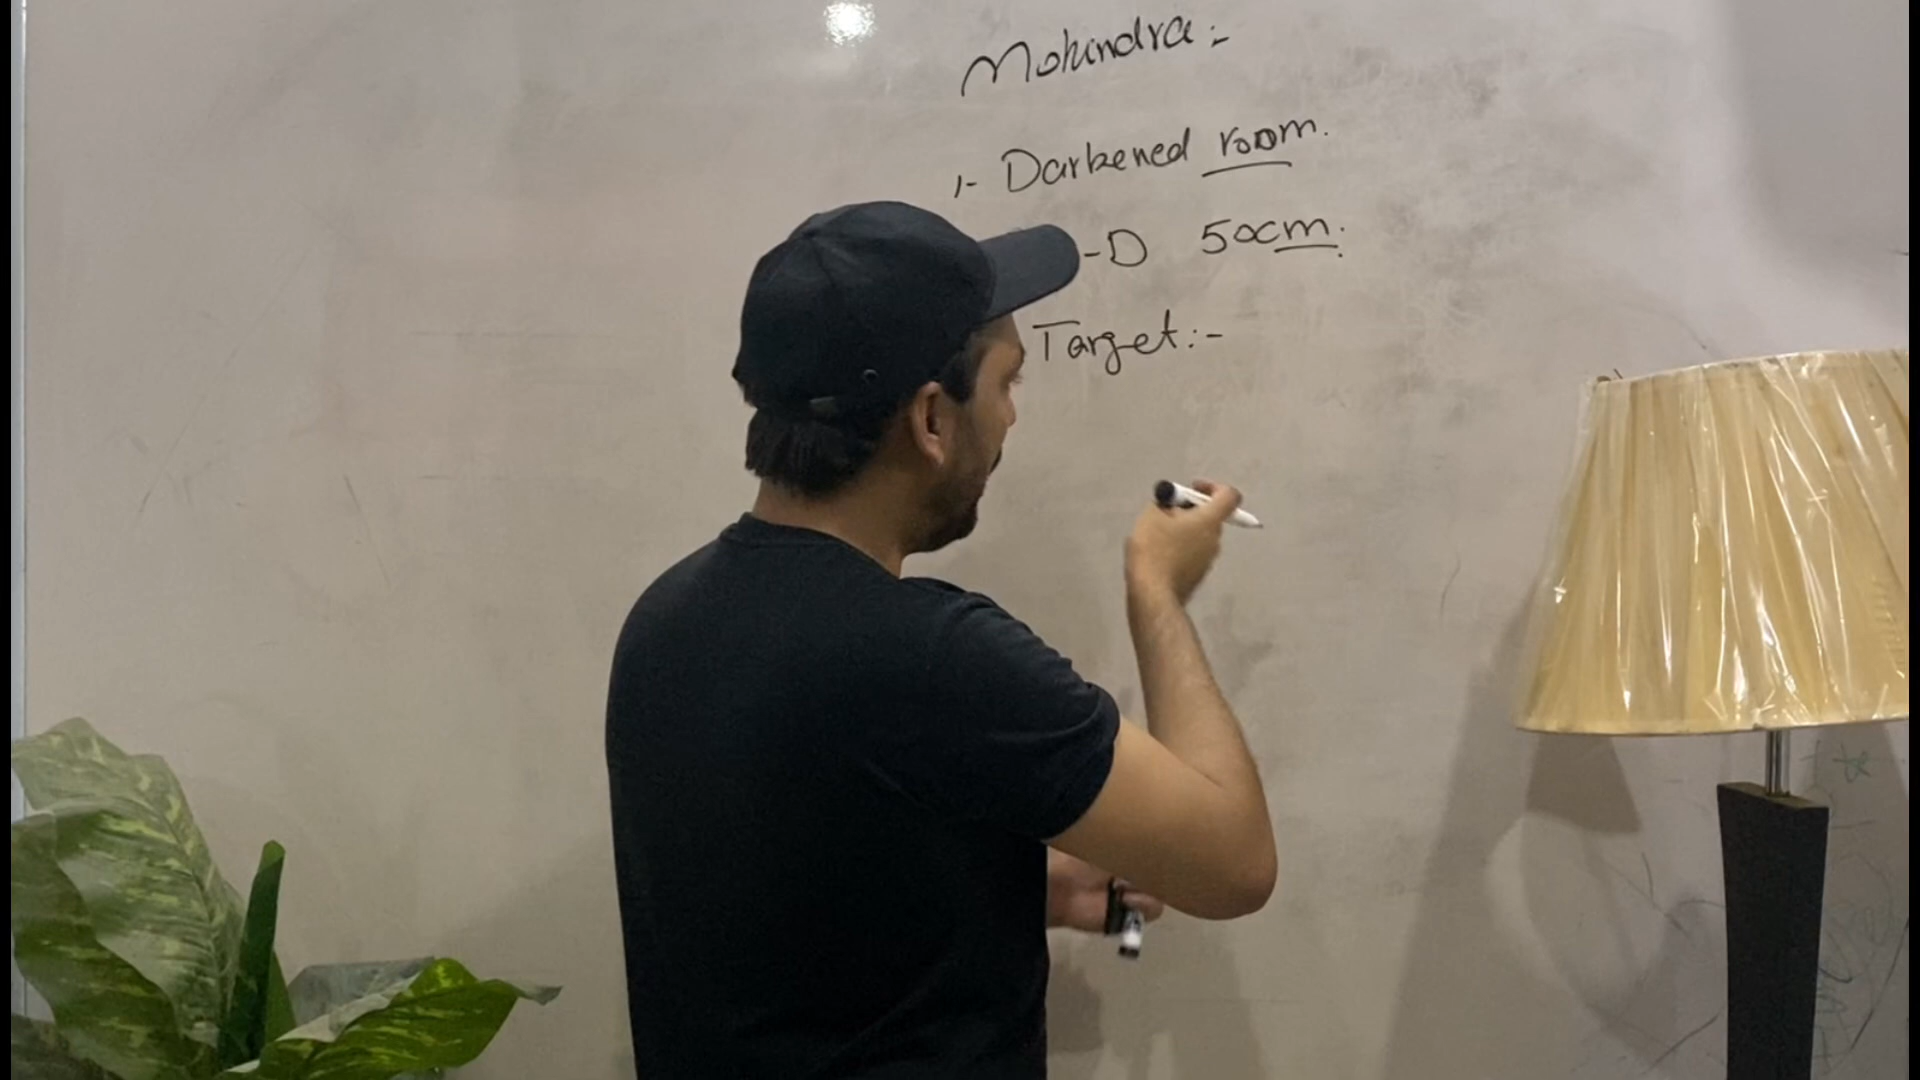 Mohindra:-
1- Darkened room.
-D 50cm.
Target:-